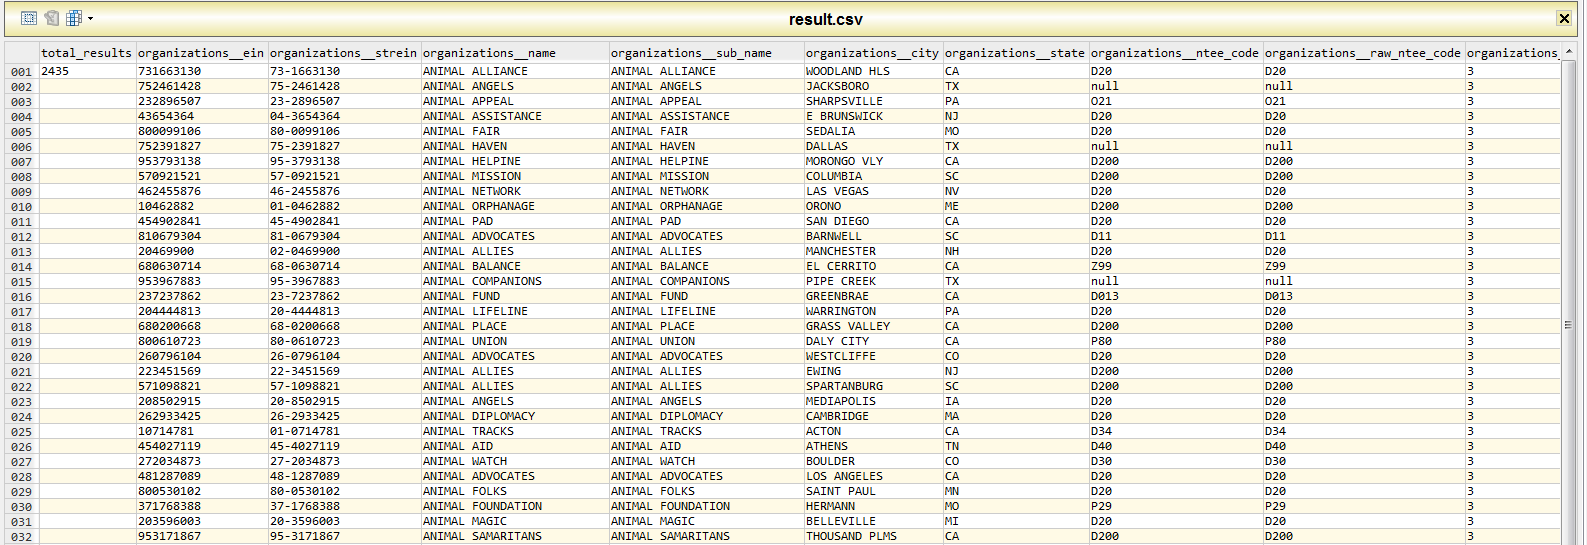 result.csv
total_results organizations__ein organizations__strein organizations__name organizations__sub_name organizations__city organizations__state organizations__ntee_code organizations__raw_ntee_code organizations_
001 2435 731663130 73-1663130 ANIMAL ALLIANCE ANIMAL ALLIANCE WOODLAND HLS CA D20 D20 3
002 752461428 75-2461428 ANIMAL ANGELS ANIMAL ANGELS JACKSBORO TX null null 3
003 232896507 23-2896507 ANIMAL APPEAL ANIMAL APPEAL SHARPSVILLE PA O21 O21 3
004 43654364 04-3654364 ANIMAL ASSISTANCE ANIMAL ASSISTANCE E BRUNSWICK NJ D20 D20 3
005 800099106 80-0099106 ANIMAL FAIR ANIMAL FAIR SEDALIA MO D20 D20 3
006 752391827 75-2391827 ANIMAL HAVEN ANIMAL HAVEN DALLAS TX null null 3
007 953793138 95-3793138 ANIMAL HELPINE ANIMAL HELPINE MORONGO VLY CA D200 D200 3
008 570921521 57-0921521 ANIMAL MISSION ANIMAL MISSION COLUMBIA SC D200 D200 3
009 462455876 46-2455876 ANIMAL NETWORK ANIMAL NETWORK LAS VEGAS NV D20 D20 3
010 10462882 01-0462882 ANIMAL ORPHANAGE ANIMAL ORPHANAGE ORONO ME D200 D200 3
011 454902841 45-4902841 ANIMAL PAD ANIMAL PAD SAN DIEGO CA D20 D20 3
012 810679304 81-0679304 ANIMAL ADVOCATES ANIMAL ADVOCATES BARNWELL SC D11 D11 3
013 20469900 02-0469900 ANIMAL ALLIES ANIMAL ALLIES MANCHESTER NH D20 D20 3
014 680630714 68-0630714 ANIMAL BALANCE ANIMAL BALANCE EL CERRITO CA Z99 Z99 3
015 953967883 95-3967883 ANIMAL COMPANIONS ANIMAL COMPANIONS PIPE CREEK TX null null 3
016 237237862 23-7237862 ANIMAL FUND ANIMAL FUND GREENBRAE CA D013 D013 3
017 204444813 20-4444813 ANIMAL LIFELINE ANIMAL LIFELINE WARRINGTON PA D20 D20 3
018 680200668 68-0200668 ANIMAL PLACE ANIMAL PLACE GRASS VALLEY CA D200 D200 3
019 800610723 80-0610723 ANIMAL UNION ANIMAL UNION DALY CITY CA P80 P80 3
020 260796104 26-0796104 ANIMAL ADVOCATES ANIMAL ADVOCATES WESTCLIFFE CO D20 D20 3
021 223451569 22-3451569 ANIMAL ALLIES ANIMAL ALLIES EWING NJ D200 D200 3
022 571098821 57-1098821 ANIMAL ALLIES ANIMAL ALLIES SPARTANBURG SC D200 D200 3
023 208502915 20-8502915 ANIMAL ANGELS ANIMAL ANGELS MEDIAPOLIS IA D20 D20 3
024 262933425 26-2933425 ANIMAL DIPLOMACY ANIMAL DIPLOMACY CAMBRIDGE MA D20 D20 3
025 10714781 01-0714781 ANIMAL TRACKS ANIMAL TRACKS ACTON CA D34 D34 3
026 454027119 45-4027119 ANIMAL AID ANIMAL AID ATHENS TN D40 D40 3
027 272034873 27-2034873 ANIMAL WATCH ANIMAL WATCH BOULDER CO D30 D30 3
028 481287089 48-1287089 ANIMAL ADVOCATES ANIMAL ADVOCATES LOS ANGELES CA D20 D20 3
029 800530102 80-0530102 ANIMAL FOLKS ANIMAL FOLKS SAINT PAUL MN D20 D20 3
030 371768388 37-1768388 ANIMAL FOUNDATION ANIMAL FOUNDATION HERMANN MO P29 P29 3
031 203596003 20-3596003 ANIMAL MAGIC ANIMAL MAGIC BELLEVILLE MI D20 D20 3
032 953171867 95-3171867 ANIMAL SAMARITANS ANIMAL SAMARITANS THOUSAND PLMS CA D200 D200 3